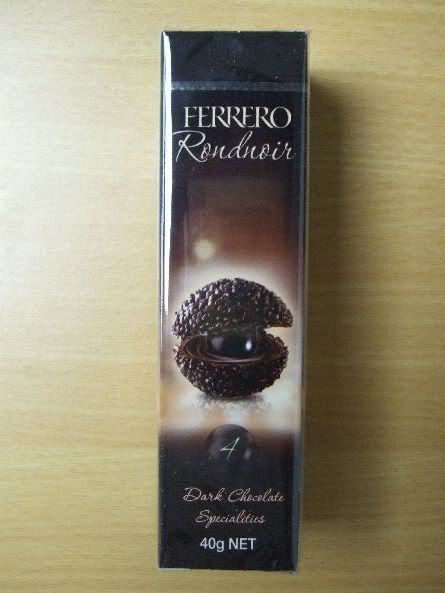 FERRERO
Rondnoir
4
Dark Chocolate
Specialities
40g NET